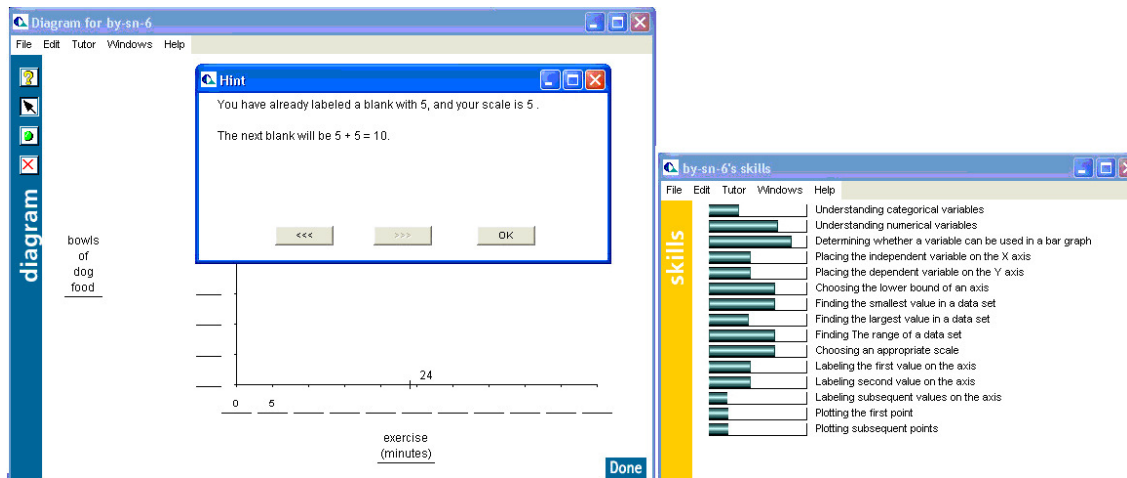 Diagram for by-sn-6
File Edit Tutor Windows Help
diagram
bowls
of
dog
food
Hint
You have already labeled a blank with 5, and your scale is 5 .
The next blank will be 5 + 5 = 10.
<<< >>> OK
24
0 5
exercise
(minutes)
Done
by-sn-6's skills
File Edit Tutor Windows Help
skills
Understanding categorical variables
Understanding numerical variables
Determining whether a variable can be used in a bar graph
Placing the independent variable on the X axis
Placing the dependent variable on the Y axis
Choosing the lower bound of an axis
Finding the smallest value in a data set
Finding the largest value in a data set
Finding The range of a data set
Choosing an appropriate scale
Labeling the first value on the axis
Labeling second value on the axis
Labeling subsequent values on the axis
Plotting the first point
Plotting subsequent points